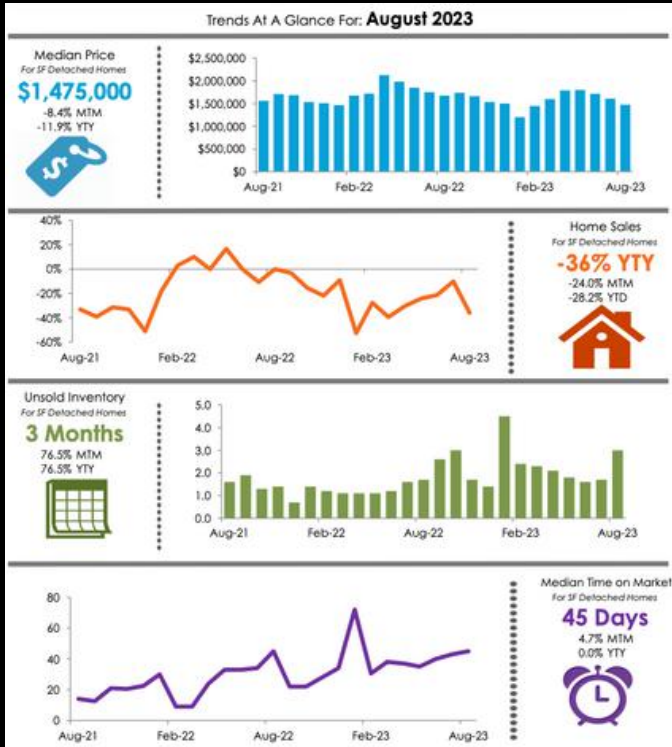 Trends At A Glance For: August 2023
Median Price
For SF Detached Homes
$1,475,000
-8.4% MTM
-11.9% YTY
$2,500,000
$2,000,000
$1,500,000
$1,000,000
$500,000
$0
Aug-21 Feb-22 Aug-22 Feb-23 Aug-23
40%
20%
0%
-20%
-40%
-60%
Aug-21 Feb-22 Aug-22 Feb-23 Aug-23
Home Sales
For SF Detached Homes
-36% YTY
-24.0% MTM
-28.2% YTD
Unsold Inventory
For SF Detached Homes
3 Months
76.5% MTM
76.5% YTY
5.0
4.0
3.0
2.0
1.0
0.0
Aug-21 Feb-22 Aug-22 Feb-23 Aug-23
80
60
40
20
0
Aug-21 Feb-22 Aug-22 Feb-23 Aug-23
Median Time on Market
For SF Detached Homes
45 Days
4.7% MTM
0.0% YTY
$